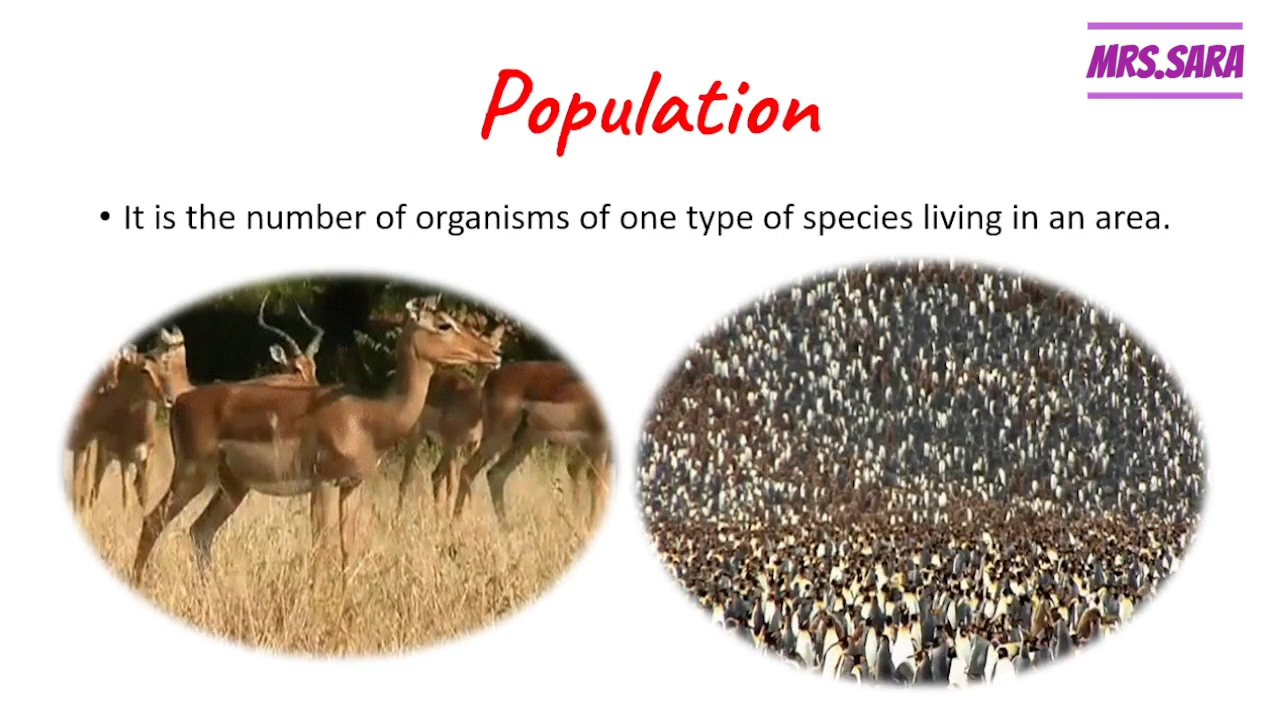 MRS.SARA
Population
• It is the number of organisms of one type of species living in an area.